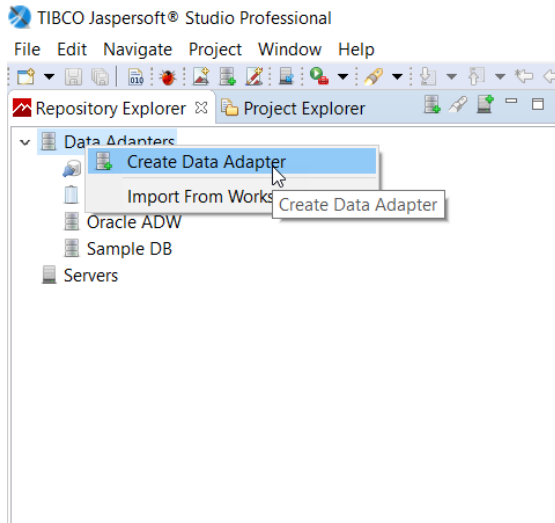 TIBCO Jaspersoft® Studio Professional
File Edit Navigate Project Window Help
010
Repository Explorer Project Explorer
Data Adapters
Create Data Adapter
Import From Works
Create Data Adapter
Oracle ADW
Sample DB
Servers